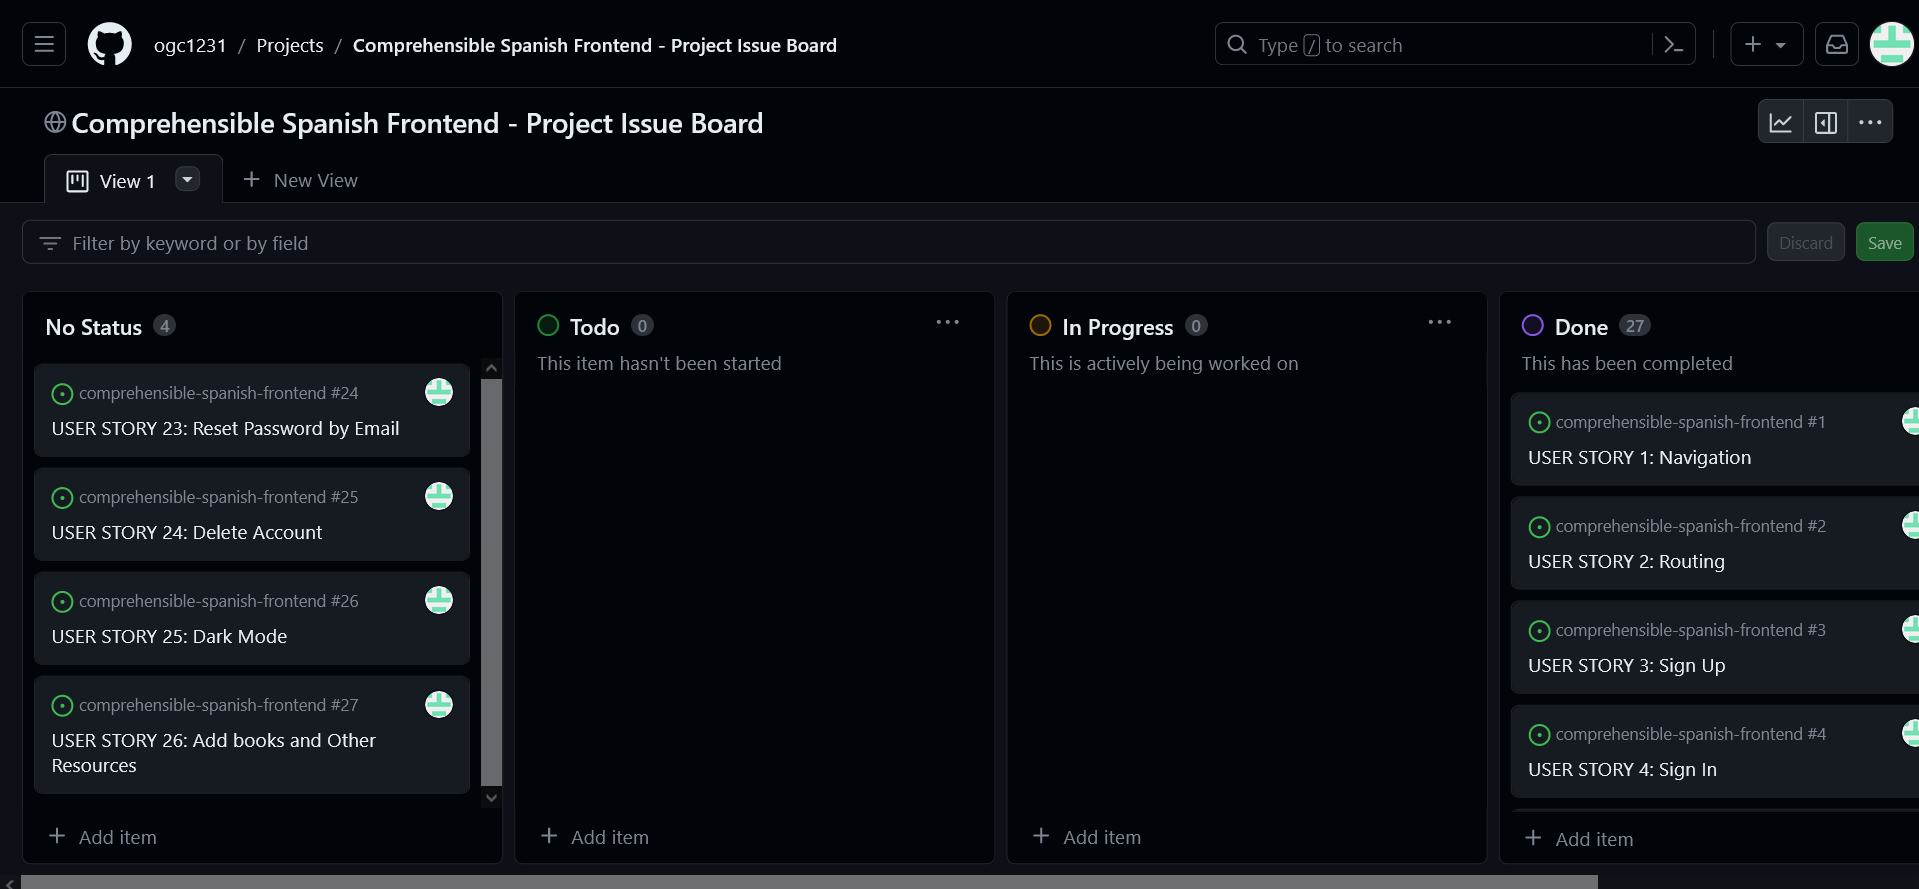 ogc1231 / Projects / Comprehensible Spanish Frontend - Project Issue Board
Type / to search
Comprehensible Spanish Frontend - Project Issue Board
View 1
New View
Filter by keyword or by field
Discard
Save
No Status 4
comprehensible-spanish-frontend #24
USER STORY 23: Reset Password by Email
comprehensible-spanish-frontend #25
USER STORY 24: Delete Account
comprehensible-spanish-frontend #26
USER STORY 25: Dark Mode
comprehensible-spanish-frontend #27
USER STORY 26: Add books and Other
Resources
+ Add item
Todo 0
This item hasn't been started
+ Add item
In Progress 0
This is actively being worked on
+ Add item
Done 27
This has been completed
comprehensible-spanish-frontend #1
USER STORY 1: Navigation
comprehensible-spanish-frontend #2
USER STORY 2: Routing
comprehensible-spanish-frontend #3
USER STORY 3: Sign Up
comprehensible-spanish-frontend #4
USER STORY 4: Sign In
+ Add item